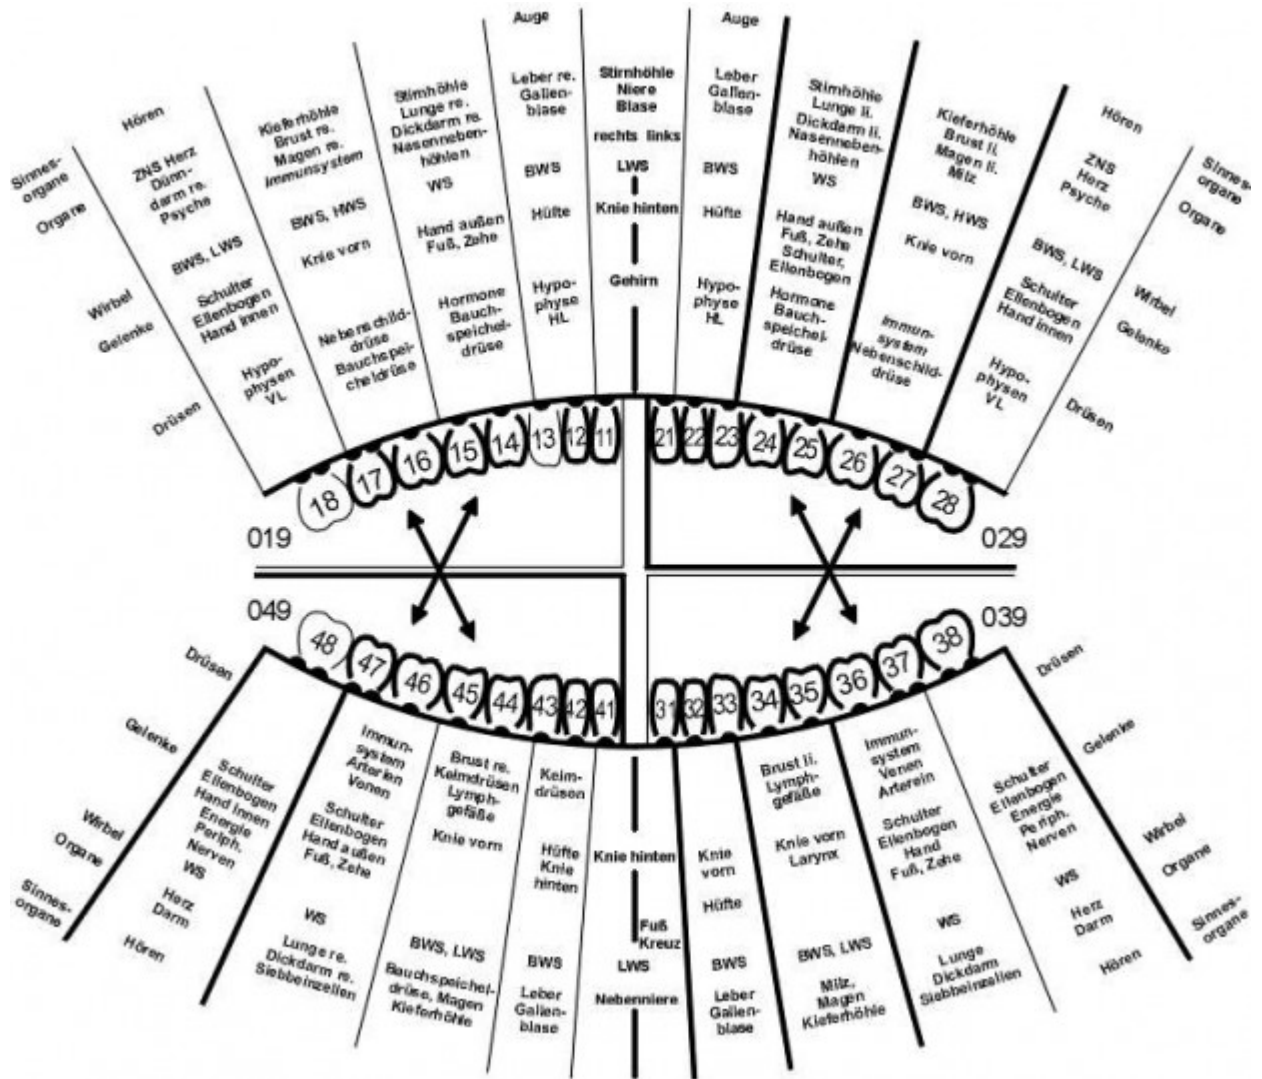 Sinnes-
organe
Organe
Wirbel
Gelenke
Drüsen
Hören
ZNS Herz
Dünn-
darm re.
Psyche
BWS, LWS
Schulter
Ellenbogen
Hand innen
Hypo-
physen
VL
Kieferhöhle
Brust re.
Magen re.
Immunsystem
BWS, HWS
Knie vorn
Nebenschild-
drüse
Bauchspei-
cheldrüse
Stirnhöhle
Lunge re.
Dickdarm re.
Nasenneben-
höhlen
WS
Hand außen
Fuß, Zehe
Hormone
Bauch-
speichel-
drüse
Auge
Leber re.
Gallen-
blase
BWS
Hüfte
Hypo-
physe
HL
Stirnhöhle
Niere
Blase
rechts links
LWS
Knie hinten
Gehirn
Auge
Leber
Gallen-
blase
BWS
Hüfte
Hypo-
physe
HL
Stirnhöhle
Lunge li.
Dickdarm li.
Nasenneben-
höhlen
WS
Hand außen
Fuß, Zehe
Schulter,
Ellenbogen
Hormone
Bauch-
speichel-
drüse
Kieferhöhle
Brust li.
Magen li.
Milz
BWS, HWS
Knie vorn
Immun-
system
Nebenschild-
drüse
Hören
ZNS
Herz
Psyche
BWS, LWS
Schulter
Ellenbogen
Hand innen
Hypo-
physen
VL
Sinnes-
organe
Organe
Wirbel
Gelenke
Drüsen
18 17 16 15 14 13 12 11 21 22 23 24 25 26 27 28
019 029
049 039
48 47 46 45 44 43 42 41 31 32 33 34 35 36 37 38
Drüsen
Gelenke
Wirbel
Organe
Sinnes-
organe
Schulter
Ellenbogen
Hand innen
Energie
Periph.
Nerven
WS
Herz
Darm
Hören
Immun-
system
Arterien
Venen
Schulter
Ellenbogen
Hand außen
Fuß, Zehe
WS
Lunge re.
Dickdarm re.
Siebbeinzellen
Brust re.
Keimdrüsen
Lymph-
gefäße
Knie vorn
BWS, LWS
Bauchspeichel-
drüse, Magen
Kieferhöhle
Keim-
drüsen
Hüfte
Knie
hinten
BWS
Leber
Gallen-
blase
Knie hinten
Fuß
Kreuz
LWS
Nebenniere
Knie
vorn
Hüfte
BWS
Leber
Gallen-
blase
Brust li.
Lymph-
gefäße
Knie vorn
Larynx
BWS, LWS
Milz,
Magen
Kieferhöhle
Immun-
system
Venen
Arterein
Schulter
Ellenbogen
Hand
Fuß, Zehe
WS
Lunge
Dickdarm
Siebbeinzellen
Schulter
Ellenbogen
Energie
Periph.
Nerven
WS
Herz
Darm
Hören
Drüsen
Gelenke
Wirbel
Organe
Sinnes-
organe